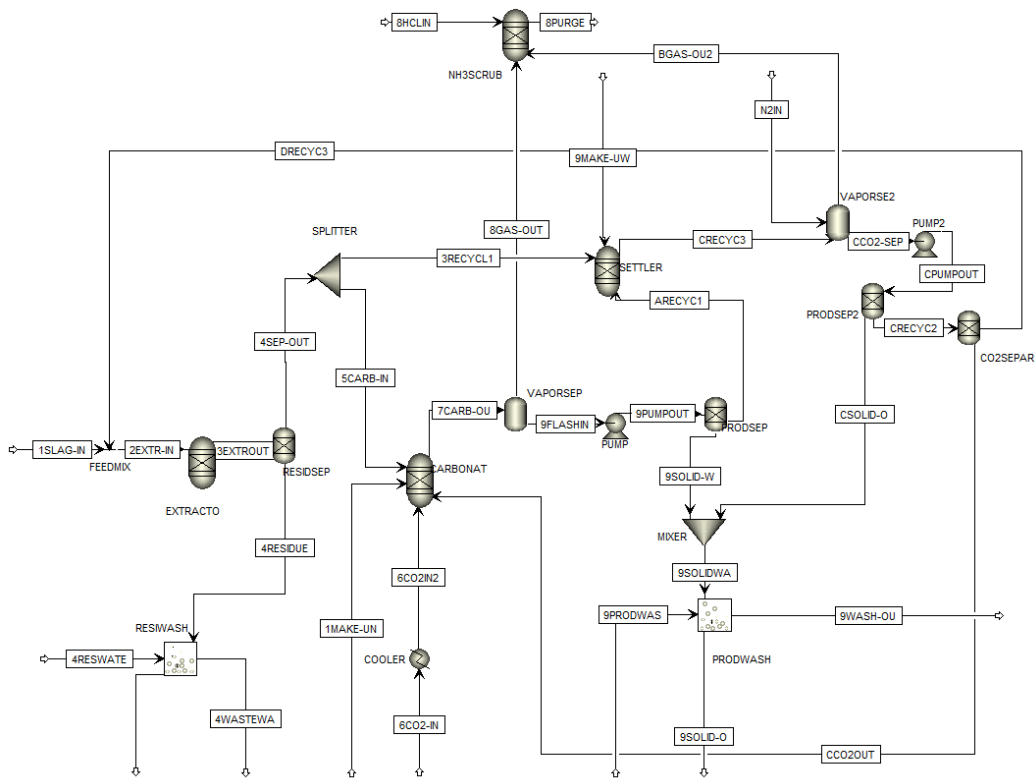 8HCLIN
8PURGE
BGAS-OU2
NH3SCRUB
N2IN
DRECYC3
9MAKE-UW
VAPORSE2
SPLITTER
8GAS-OUT
PUMP2
3RECYCL1
CRECYC3
CCO2-SEP
SETTLER
CPUMPOUT
ARECYC1
PRODSEP2
CRECYC2
4SEP-OUT
CO2SEPAR
5CARB-IN
VAPORSEP
7CARB-OU
9FLASHIN
9PUMPOUT
CSOLID-O
PRODSEP
PUMP
1SLAG-IN
2EXTR-IN
3EXTROUT
FEEDMIX
RESIDSEP
CARBONAT
9SOLID-W
EXTRACTO
MIXER
4RESIDUE
9SOLIDWA
6CO2IN2
9PRODWAS
9WASH-OU
RESIWASH
1MAKE-UN
4RESWATE
COOLER
PRODWASH
4WASTEWA
6CO2-IN
9SOLID-O
CCO2OUT